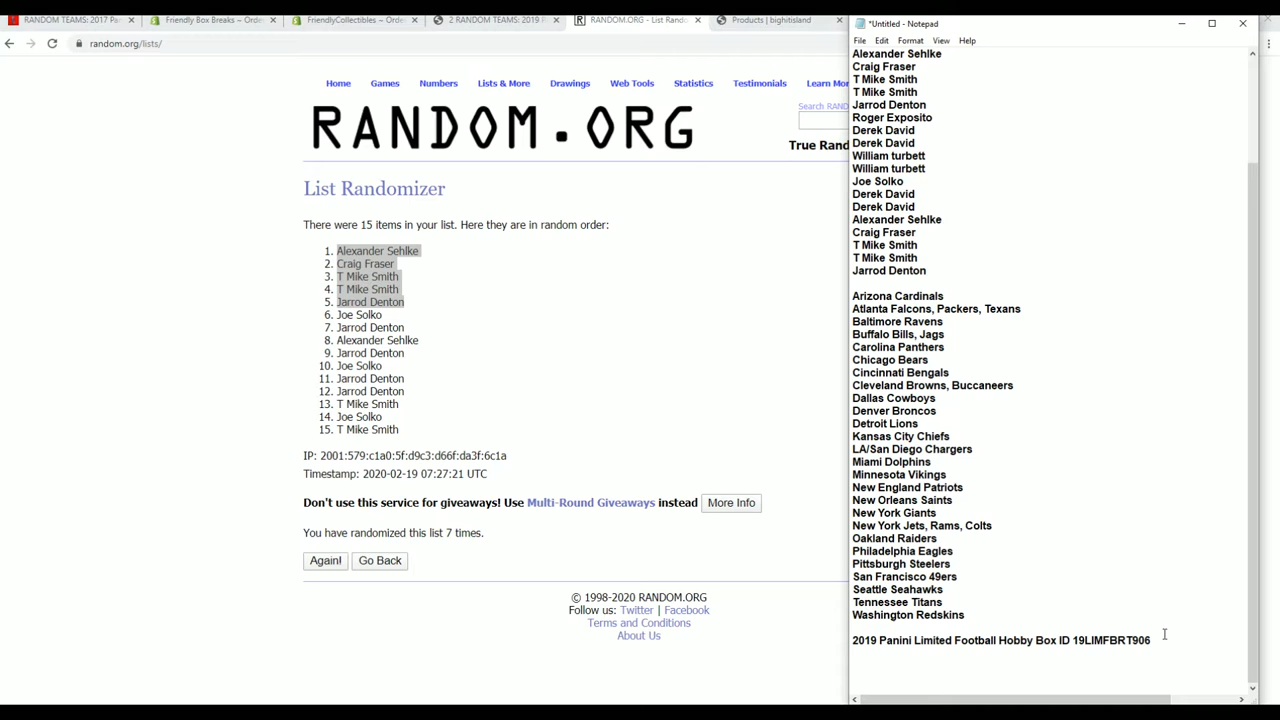 RANDOM TEAMS: 2017 Pa
Friendly Box Breaks ~ Orde
FriendlyCollectibles ~ Orde
2 RANDOM TEAMS: 2019 P
RANDOM.ORG - List Rando
Products | bighitisland
random.org/lists/
Home Games Numbers Lists & More Drawings Web Tools Statistics Testimonials Learn Mor
Search RAND
RANDOM.ORG
True Rand
List Randomizer
There were 15 items in your list. Here they are in random order:
1. Alexander Sehlke
2. Craig Fraser
3. T Mike Smith
4. T Mike Smith
5. Jarrod Denton
6. Joe Solko
7. Jarrod Denton
8. Alexander Sehlke
9. Jarrod Denton
10. Joe Solko
11. Jarrod Denton
12. Jarrod Denton
13. T Mike Smith
14. Joe Solko
15. T Mike Smith
IP: 2001:579:c1a0:5f:d9c3:d66f:da3f:6c1a
Timestamp: 2020-02-19 07:27:21 UTC
Don't use this service for giveaways! Use Multi-Round Giveaways instead More Info
You have randomized this list 7 times.
Again! Go Back
© 1998-2020 RANDOM.ORG
Follow us: Twitter | Facebook
Terms and Conditions
About Us
*Untitled - Notepad
File Edit Format View Help
Alexander Sehlke
Craig Fraser
T Mike Smith
T Mike Smith
Jarrod Denton
Roger Exposito
Derek David
Derek David
William turbett
William turbett
Joe Solko
Derek David
Derek David
Alexander Sehlke
Craig Fraser
T Mike Smith
T Mike Smith
Jarrod Denton
Arizona Cardinals
Atlanta Falcons, Packers, Texans
Baltimore Ravens
Buffalo Bills, Jags
Carolina Panthers
Chicago Bears
Cincinnati Bengals
Cleveland Browns, Buccaneers
Dallas Cowboys
Denver Broncos
Detroit Lions
Kansas City Chiefs
LA/San Diego Chargers
Miami Dolphins
Minnesota Vikings
New England Patriots
New Orleans Saints
New York Giants
New York Jets, Rams, Colts
Oakland Raiders
Philadelphia Eagles
Pittsburgh Steelers
San Francisco 49ers
Seattle Seahawks
Tennessee Titans
Washington Redskins
2019 Panini Limited Football Hobby Box ID 19LIMFBRT906